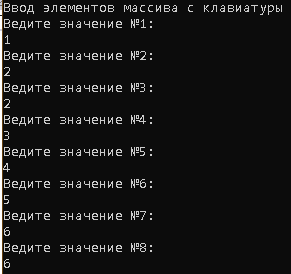 Ввод элементов массива с клавиатуры
Ведите значение №1:
1
Ведите значение №2:
2
Ведите значение №3:
2
Ведите значение №4:
3
Ведите значение №5:
4
Ведите значение №6:
5
Ведите значение №7:
6
Ведите значение №8:
6